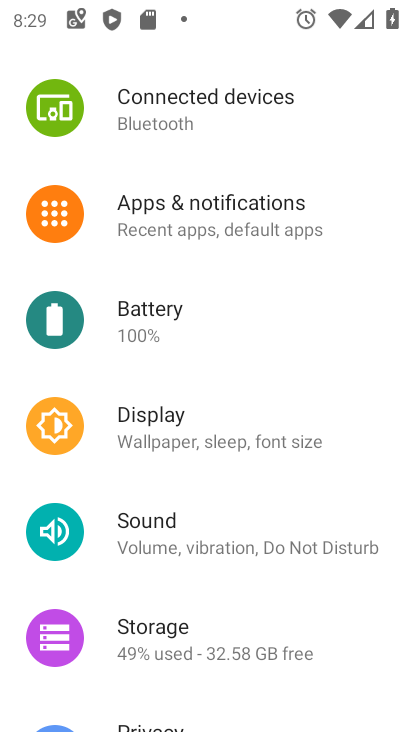 8:29
Connected devices
Bluetooth
Apps & notifications
Recent apps, default apps
Battery
100%
Display
Wallpaper, sleep, font size
Sound
Volume, vibration, Do Not Disturb
Storage
49% used - 32.58 GB free
Privacy